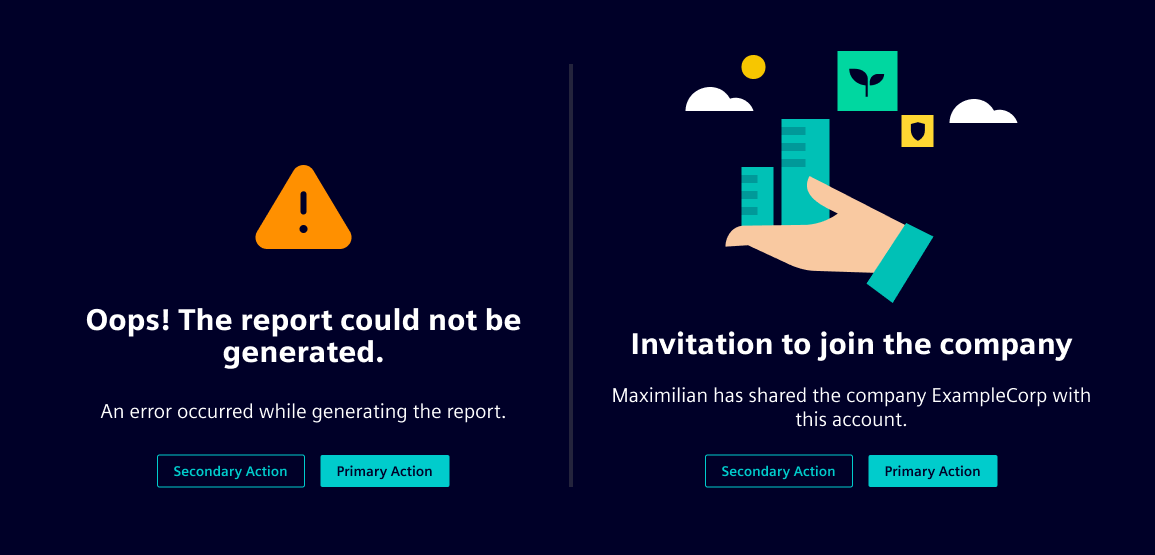 Oops! The report could not be
generated.
An error occurred while generating the report.
Secondary Action
Primary Action
Invitation to join the company
Maximilian has shared the company ExampleCorp with
this account.
Secondary Action
Primary Action